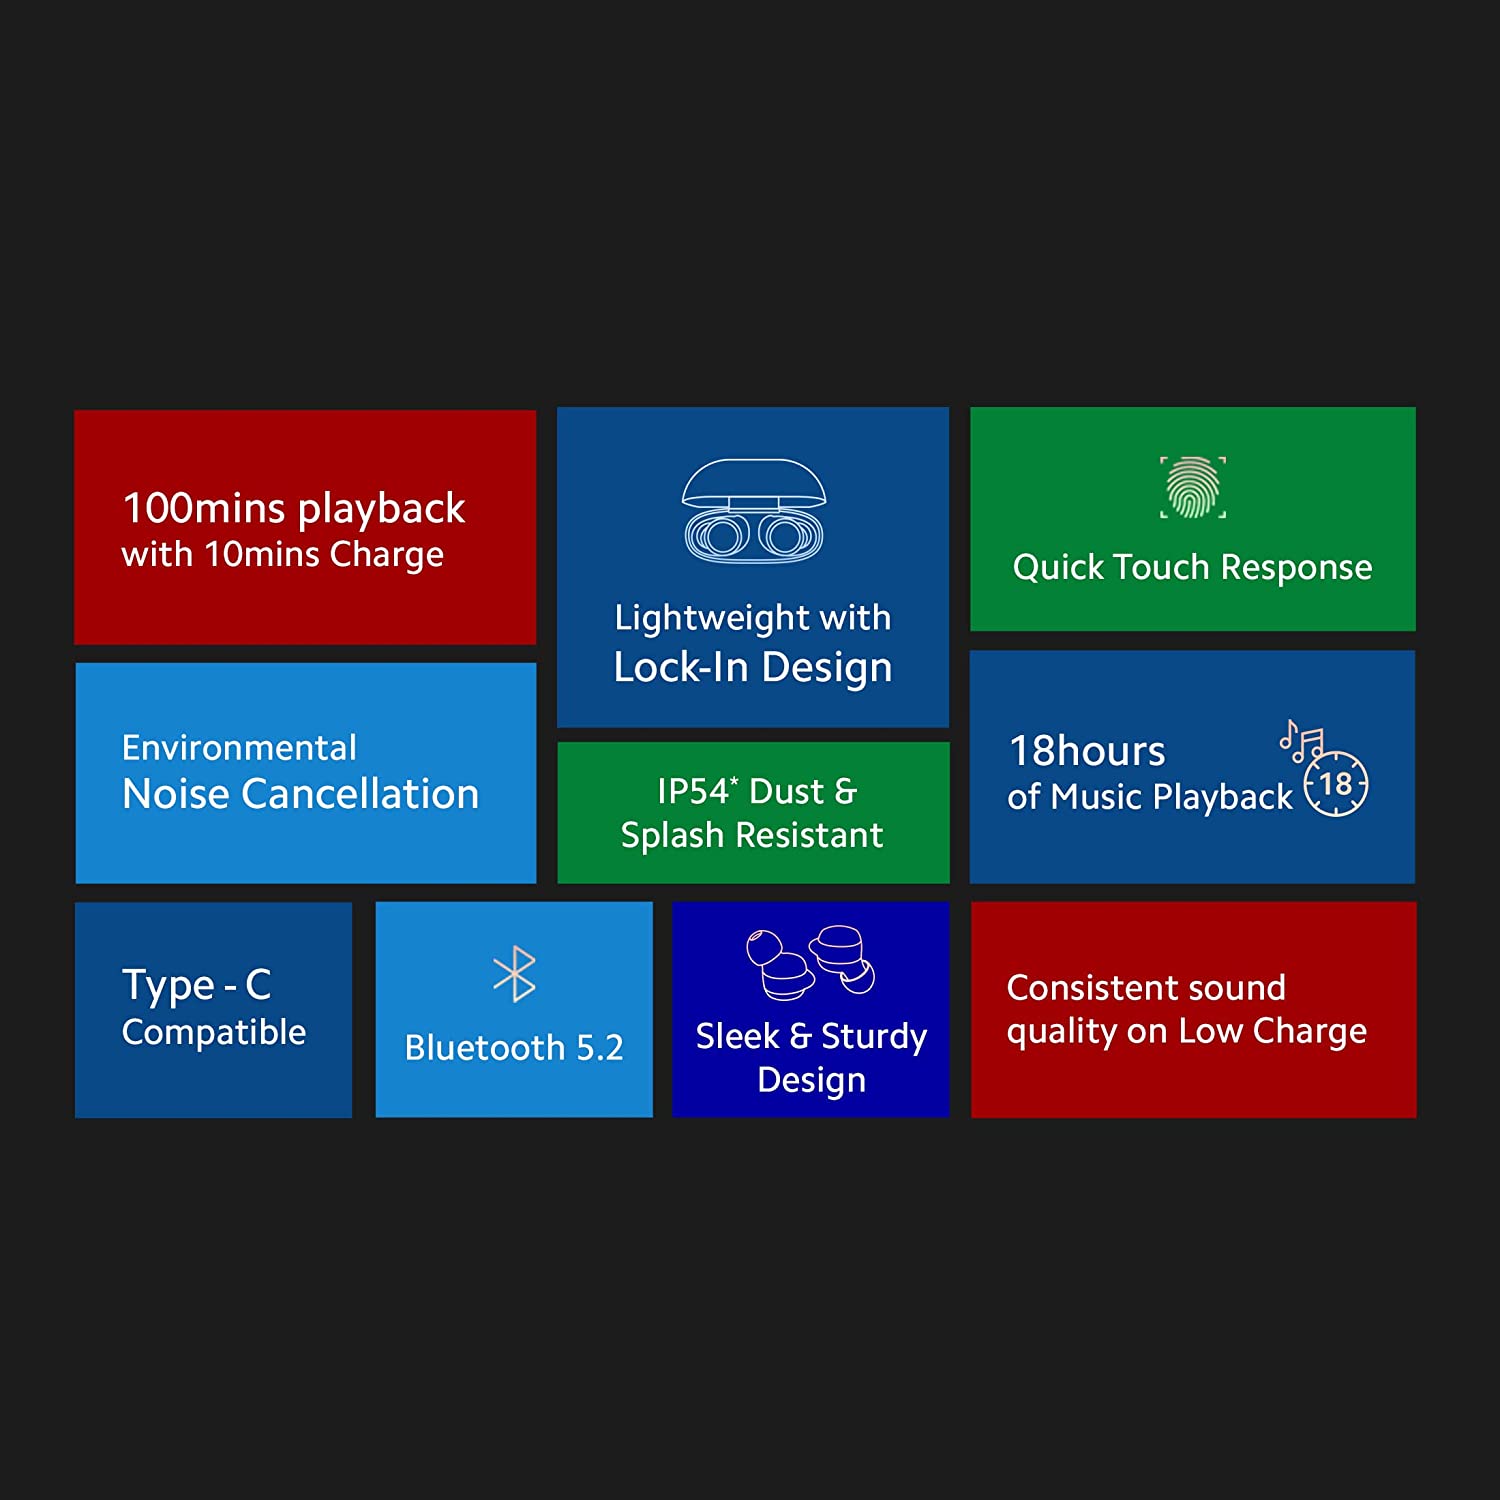 100mins playback
with 10mins Charge
Lightweight with
Lock-In Design
Quick Touch Response
Environmental
Noise Cancellation
IP54* Dust &
Splash Resistant
18hours
of Music Playback
18
Type - C
Compatible
Bluetooth 5.2
Sleek & Sturdy
Design
Consistent sound
quality on Low Charge